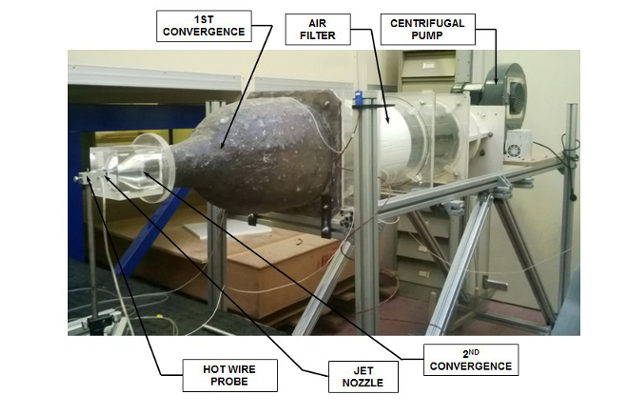 1ST
CONVERGENCE
AIR
FILTER
CENTRIFUGAL
PUMP
HOT WIRE
PROBE
JET
NOZZLE
2ND
CONVERGENCE